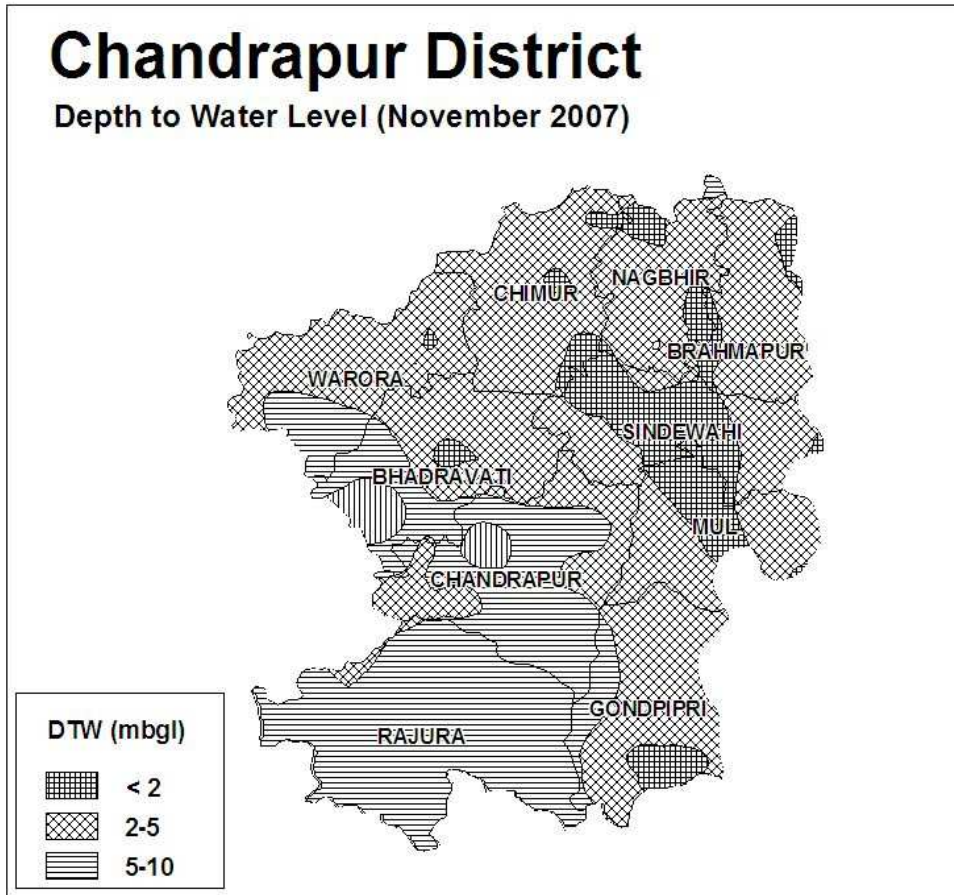 Chandrapur District
Depth to Water Level (November 2007)
NAGBHIR
CHIMUR
BRAHMAPUR
WARORA
SINDEWAHI
BHADRAVATI
MUL
CHANDRAPUR
GONDPIPRI
RAJURA
DTW (mbgl)
< 2
2-5
5-10